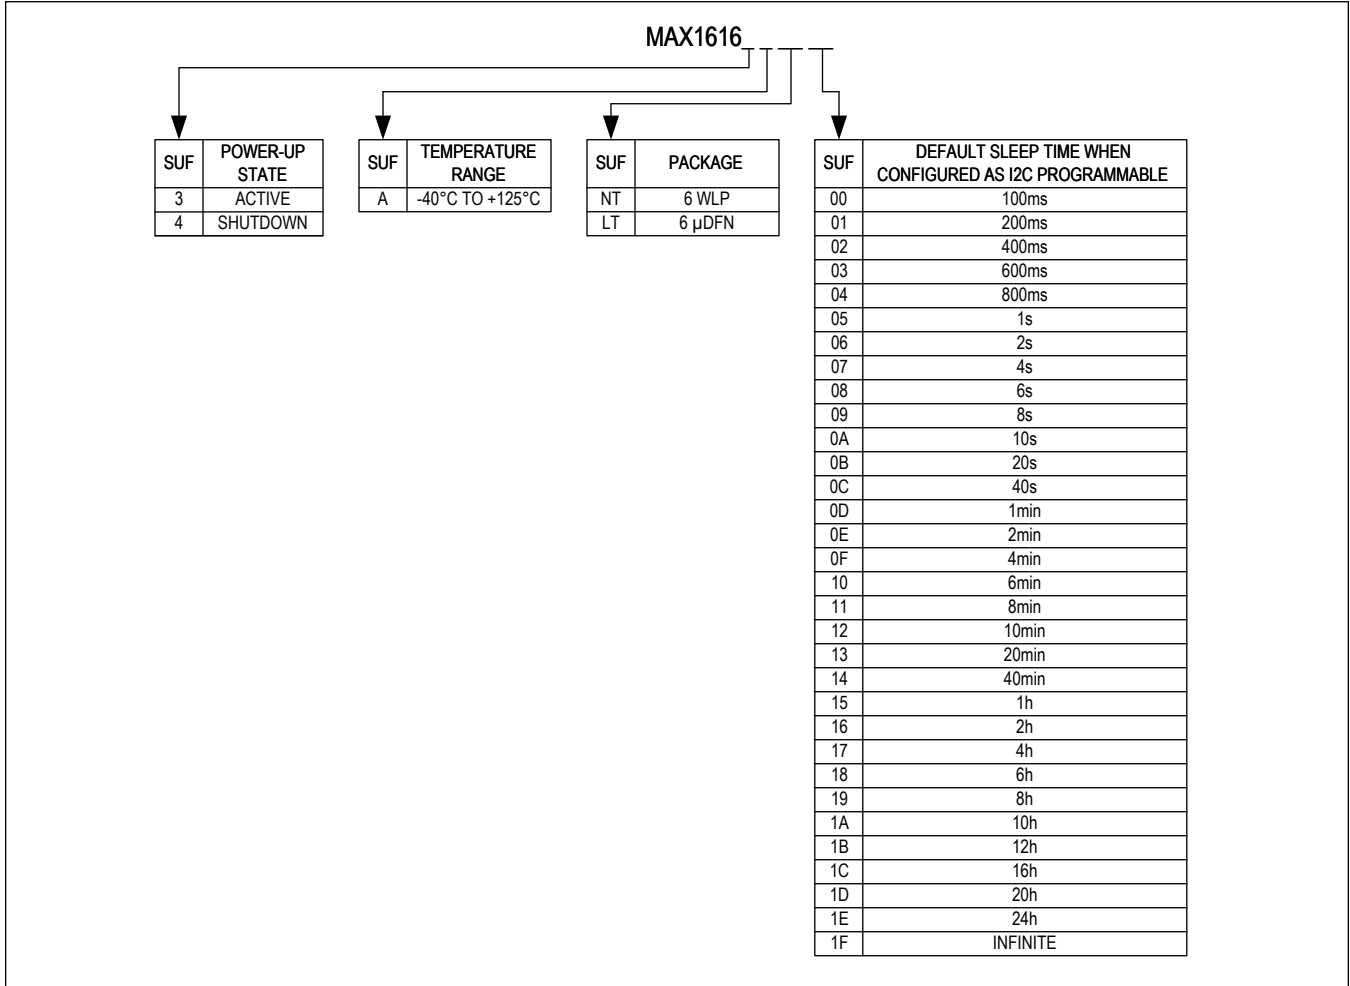 MAX1616_ _ _ _
SUF POWER-UP STATE
3 ACTIVE
4 SHUTDOWN
SUF TEMPERATURE RANGE
A -40°C TO +125°C
SUF PACKAGE
NT 6 WLP
LT 6 µDFN
SUF DEFAULT SLEEP TIME WHEN CONFIGURED AS I2C PROGRAMMABLE
00 100ms
01 200ms
02 400ms
03 600ms
04 800ms
05 1s
06 2s
07 4s
08 6s
09 8s
0A 10s
0B 20s
0C 40s
0D 1min
0E 2min
0F 4min
10 6min
11 8min
12 10min
13 20min
14 40min
15 1h
16 2h
17 4h
18 6h
19 8h
1A 10h
1B 12h
1C 16h
1D 20h
1E 24h
1F INFINITE